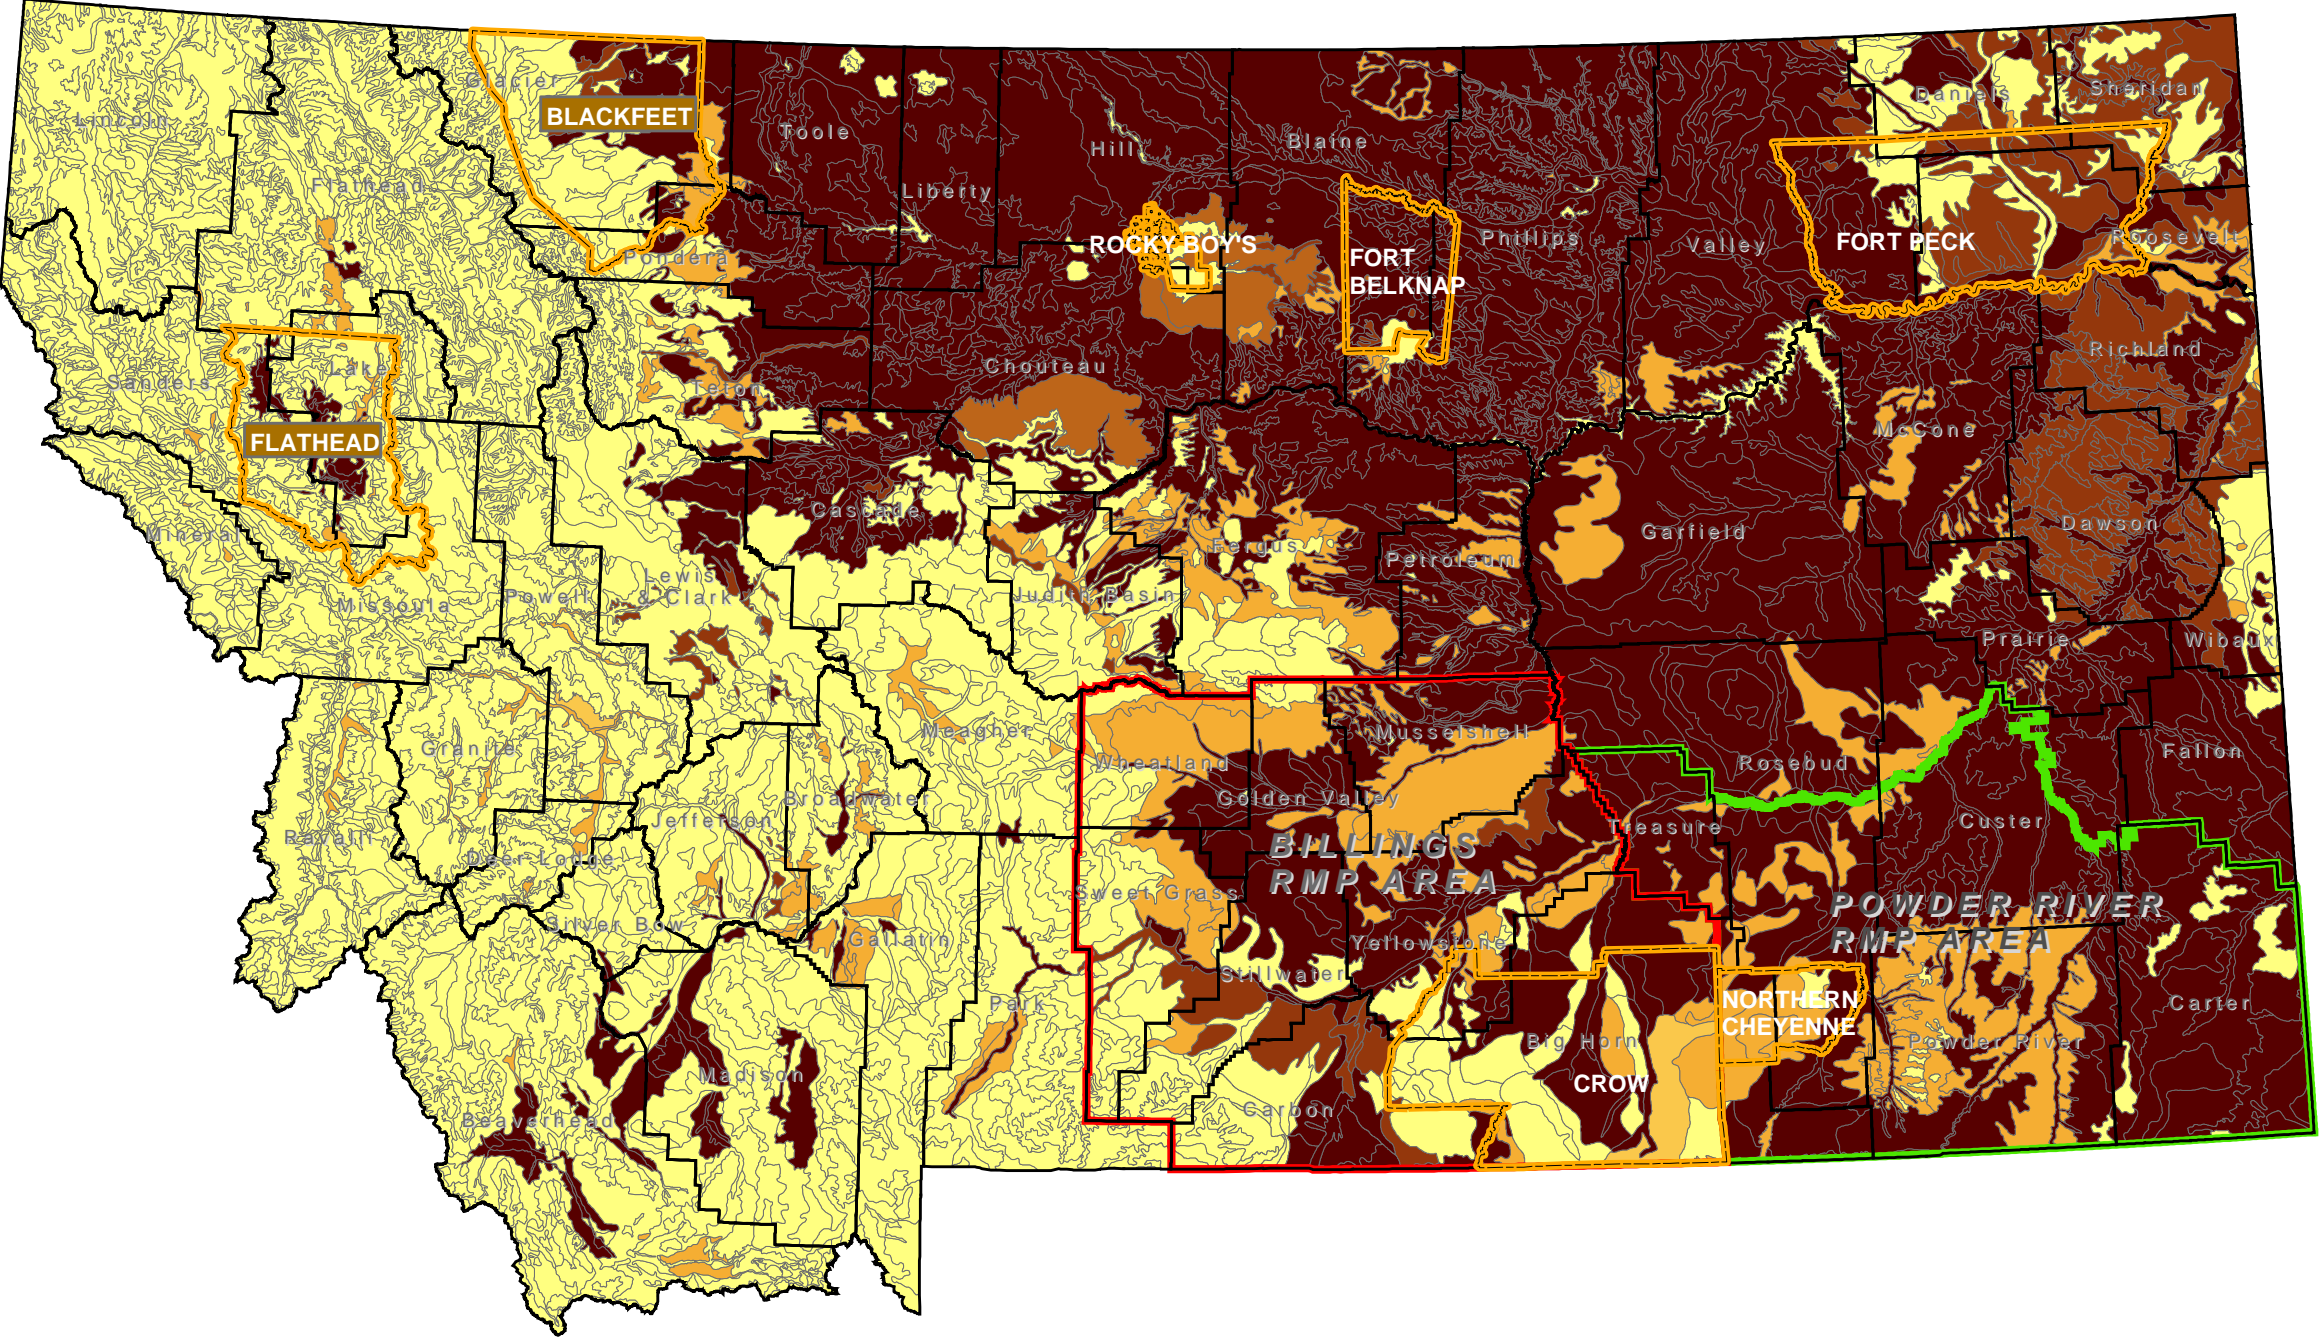 Glacier
BLACKFEET
Lincoln
Toole
Daniels
Sheridan
Hill
Blaine
Flathead
Liberty
ROCKY BOY'S
FORT
BELKNAP
Phillips
Valley
FORT PECK
Roosevelt
Pondera
Richland
Chouteau
Lake
Sanders
Teton
McCone
FLATHEAD
Cascade
Dawson
Garfield
Mineral
Fergus
Petroleum
Lewis
& Clark
Powell
Missoula
Judith Basin
Prairie
Wibaux
Meagher
Musselshell
Granite
Wheatland
Rosebud
Fallon
Broadwater
Golden Valley
Jefferson
Treasure
Custer
Ravalli
BILLINGS
RMP AREA
Deer Lodge
Sweet Grass
POWDER RIVER
RMP AREA
Silver Bow
Gallatin
Yellowstone
Stillwater
Park
NORTHERN
CHEYENNE
Carter
Big Horn
Powder River
Madison
CROW
Carbon
Beaverhead